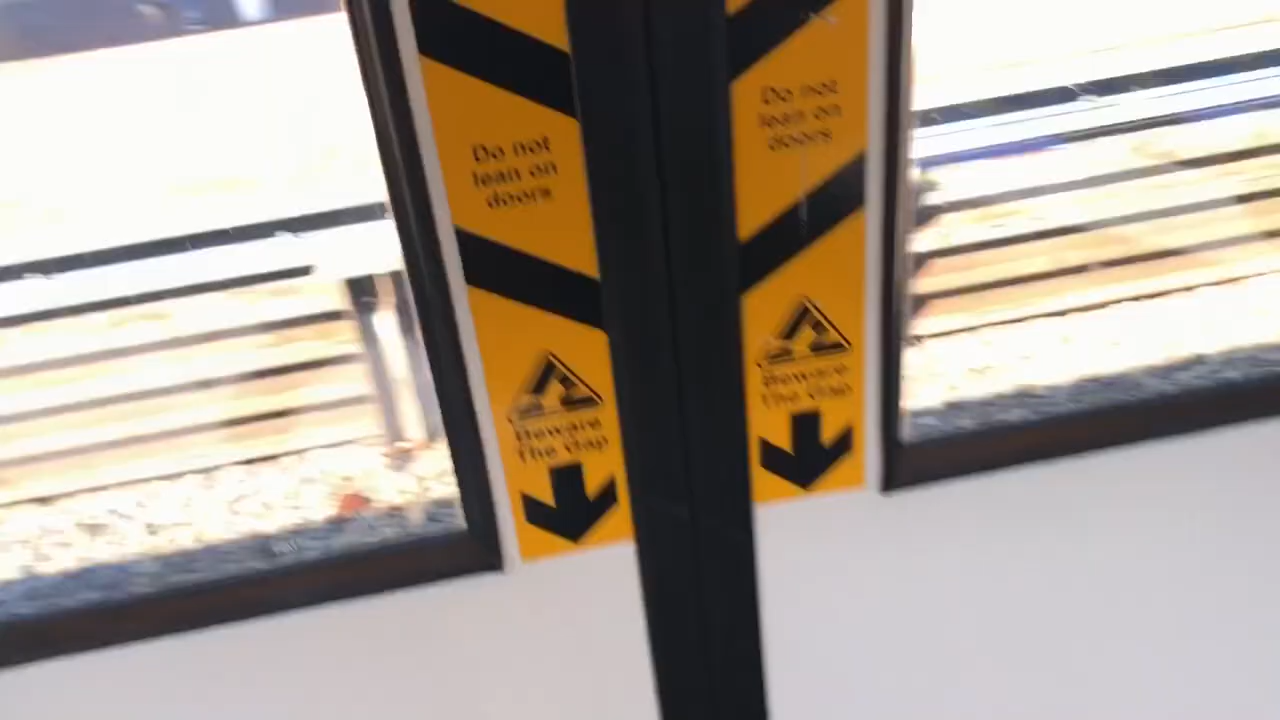 Do not
lean on
doors
Beware
The Gap
Do not
lean on
doors
Beware
The Gap